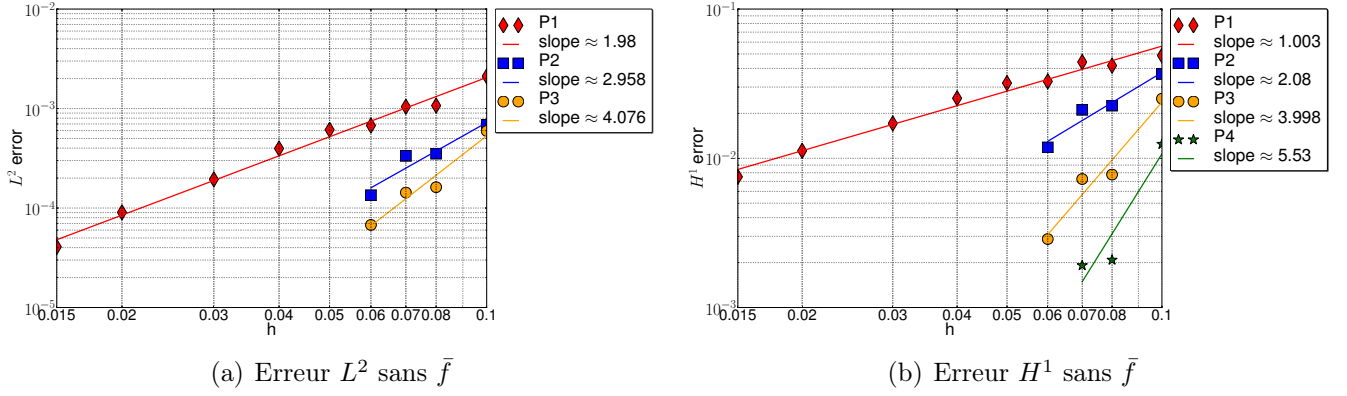 10⁻²
10⁻³
10⁻⁴
10⁻⁵
L² error
0.015 0.02 0.03 0.04 0.05 0.06 0.07 0.08 0.1
h
P1
slope ≈ 1.98
P2
slope ≈ 2.958
P3
slope ≈ 4.076
(a) Erreur L² sans f̄
10⁻¹
10⁻²
10⁻³
H¹ error
0.015 0.02 0.03 0.04 0.05 0.06 0.07 0.08 0.1
h
P1
slope ≈ 1.003
P2
slope ≈ 2.08
P3
slope ≈ 3.998
P4
slope ≈ 5.53
(b) Erreur H¹ sans f̄